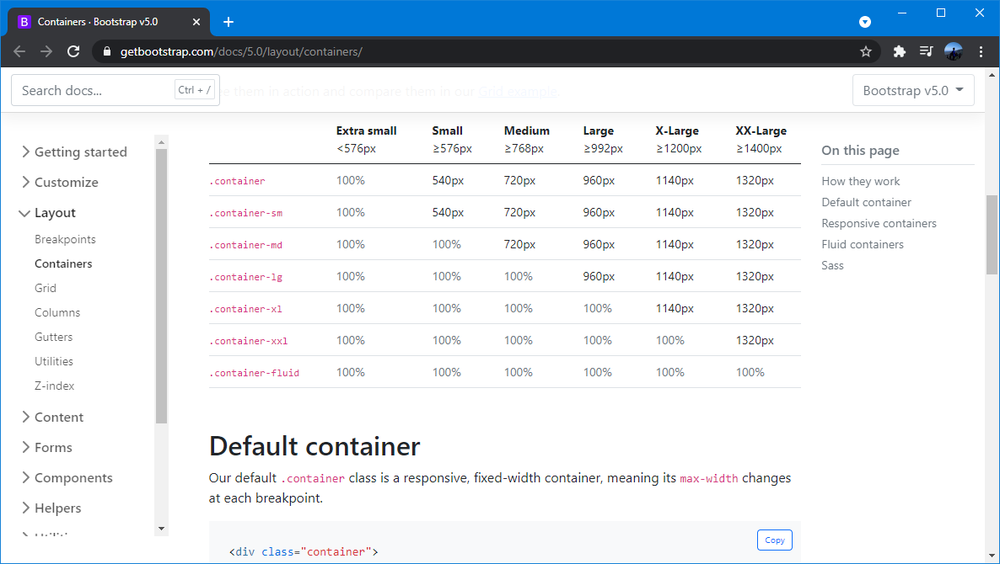 Containers · Bootstrap v5.0
getbootstrap.com/docs/5.0/layout/containers/
Search docs... Ctrl + /
them in action and compare them in our Grid example.
Bootstrap v5.0
Getting started
Customize
Layout
Breakpoints
Containers
Grid
Columns
Gutters
Utilities
Z-index
Content
Forms
Components
Helpers
Extra small Small Medium Large X-Large XX-Large
<576px ≥576px ≥768px ≥992px ≥1200px ≥1400px
.container 100% 540px 720px 960px 1140px 1320px
.container-sm 100% 540px 720px 960px 1140px 1320px
.container-md 100% 100% 720px 960px 1140px 1320px
.container-lg 100% 100% 100% 960px 1140px 1320px
.container-xl 100% 100% 100% 100% 1140px 1320px
.container-xxl 100% 100% 100% 100% 100% 1320px
.container-fluid 100% 100% 100% 100% 100% 100%
Default container
Our default .container class is a responsive, fixed-width container, meaning its max-width changes
at each breakpoint.
Copy
<div class="container">
On this page
How they work
Default container
Responsive containers
Fluid containers
Sass